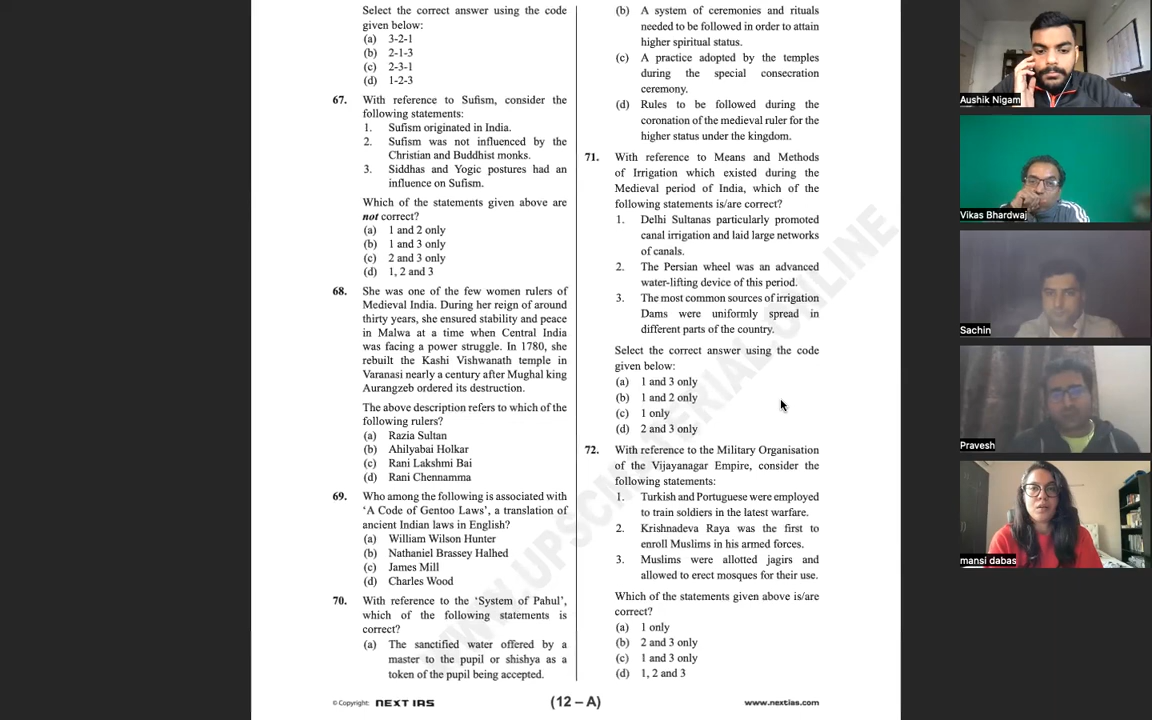 Select the correct answer using the code
given below:
(a) 3-2-1
(b) 2-1-3
(c) 2-3-1
(d) 1-2-3
67. With reference to Sufism, consider the
following statements:
1. Sufism originated in India.
2. Sufism was not influenced by the
Christian and Buddhist monks.
3. Siddhas and Yogic postures had an
influence on Sufism.
Which of the statements given above are
not correct?
(a) 1 and 2 only
(b) 1 and 3 only
(c) 2 and 3 only
(d) 1, 2 and 3
68. She was one of the few women rulers of
Medieval India. During her reign of around
thirty years, she ensured stability and peace
in Malwa at a time when Central India
was facing a power struggle. In 1780, she
rebuilt the Kashi Vishwanath temple in
Varanasi nearly a century after Mughal king
Aurangzeb ordered its destruction.
The above description refers to which of the
following rulers?
(a) Razia Sultan
(b) Ahilyabai Holkar
(c) Rani Lakshmi Bai
(d) Rani Chennamma
69. Who among the following is associated with
‘A Code of Gentoo Laws’, a translation of
ancient Indian laws in English?
(a) William Wilson Hunter
(b) Nathaniel Brassey Halhed
(c) James Mill
(d) Charles Wood
70. With reference to the ‘System of Pahul’,
which of the following statements is
correct?
(a) The sanctified water offered by a
master to the pupil or shishya as a
token of the pupil being accepted.
(b) A system of ceremonies and rituals
needed to be followed in order to attain
higher spiritual status.
(c) A practice adopted by the temples
during the special consecration
ceremony.
(d) Rules to be followed during the
coronation of the medieval ruler for the
higher status under the kingdom.
71. With reference to Means and Methods
of Irrigation which existed during the
Medieval period of India, which of the
following statements is/are correct?
1. Delhi Sultanas particularly promoted
canal irrigation and laid large networks
of canals.
2. The Persian wheel was an advanced
water-lifting device of this period.
3. The most common sources of irrigation
Dams were uniformly spread in
different parts of the country.
Select the correct answer using the code
given below:
(a) 1 and 3 only
(b) 1 and 2 only
(c) 1 only
(d) 2 and 3 only
72. With reference to the Military Organisation
of the Vijayanagar Empire, consider the
following statements:
1. Turkish and Portuguese were employed
to train soldiers in the latest warfare.
2. Krishnadeva Raya was the first to
enroll Muslims in his armed forces.
3. Muslims were allotted jagirs and
allowed to erect mosques for their use.
Which of the statements given above is/are
correct?
(a) 1 only
(b) 2 and 3 only
(c) 1 and 3 only
(d) 1, 2 and 3
© Copyright: NEXT IAS
(12 – A)
www.nextias.com
WWW.UPSCMATERIAL.ONLINE
Aushik Nigam
Vikas Bhardwaj
Sachin
Pravesh
mansi dabas